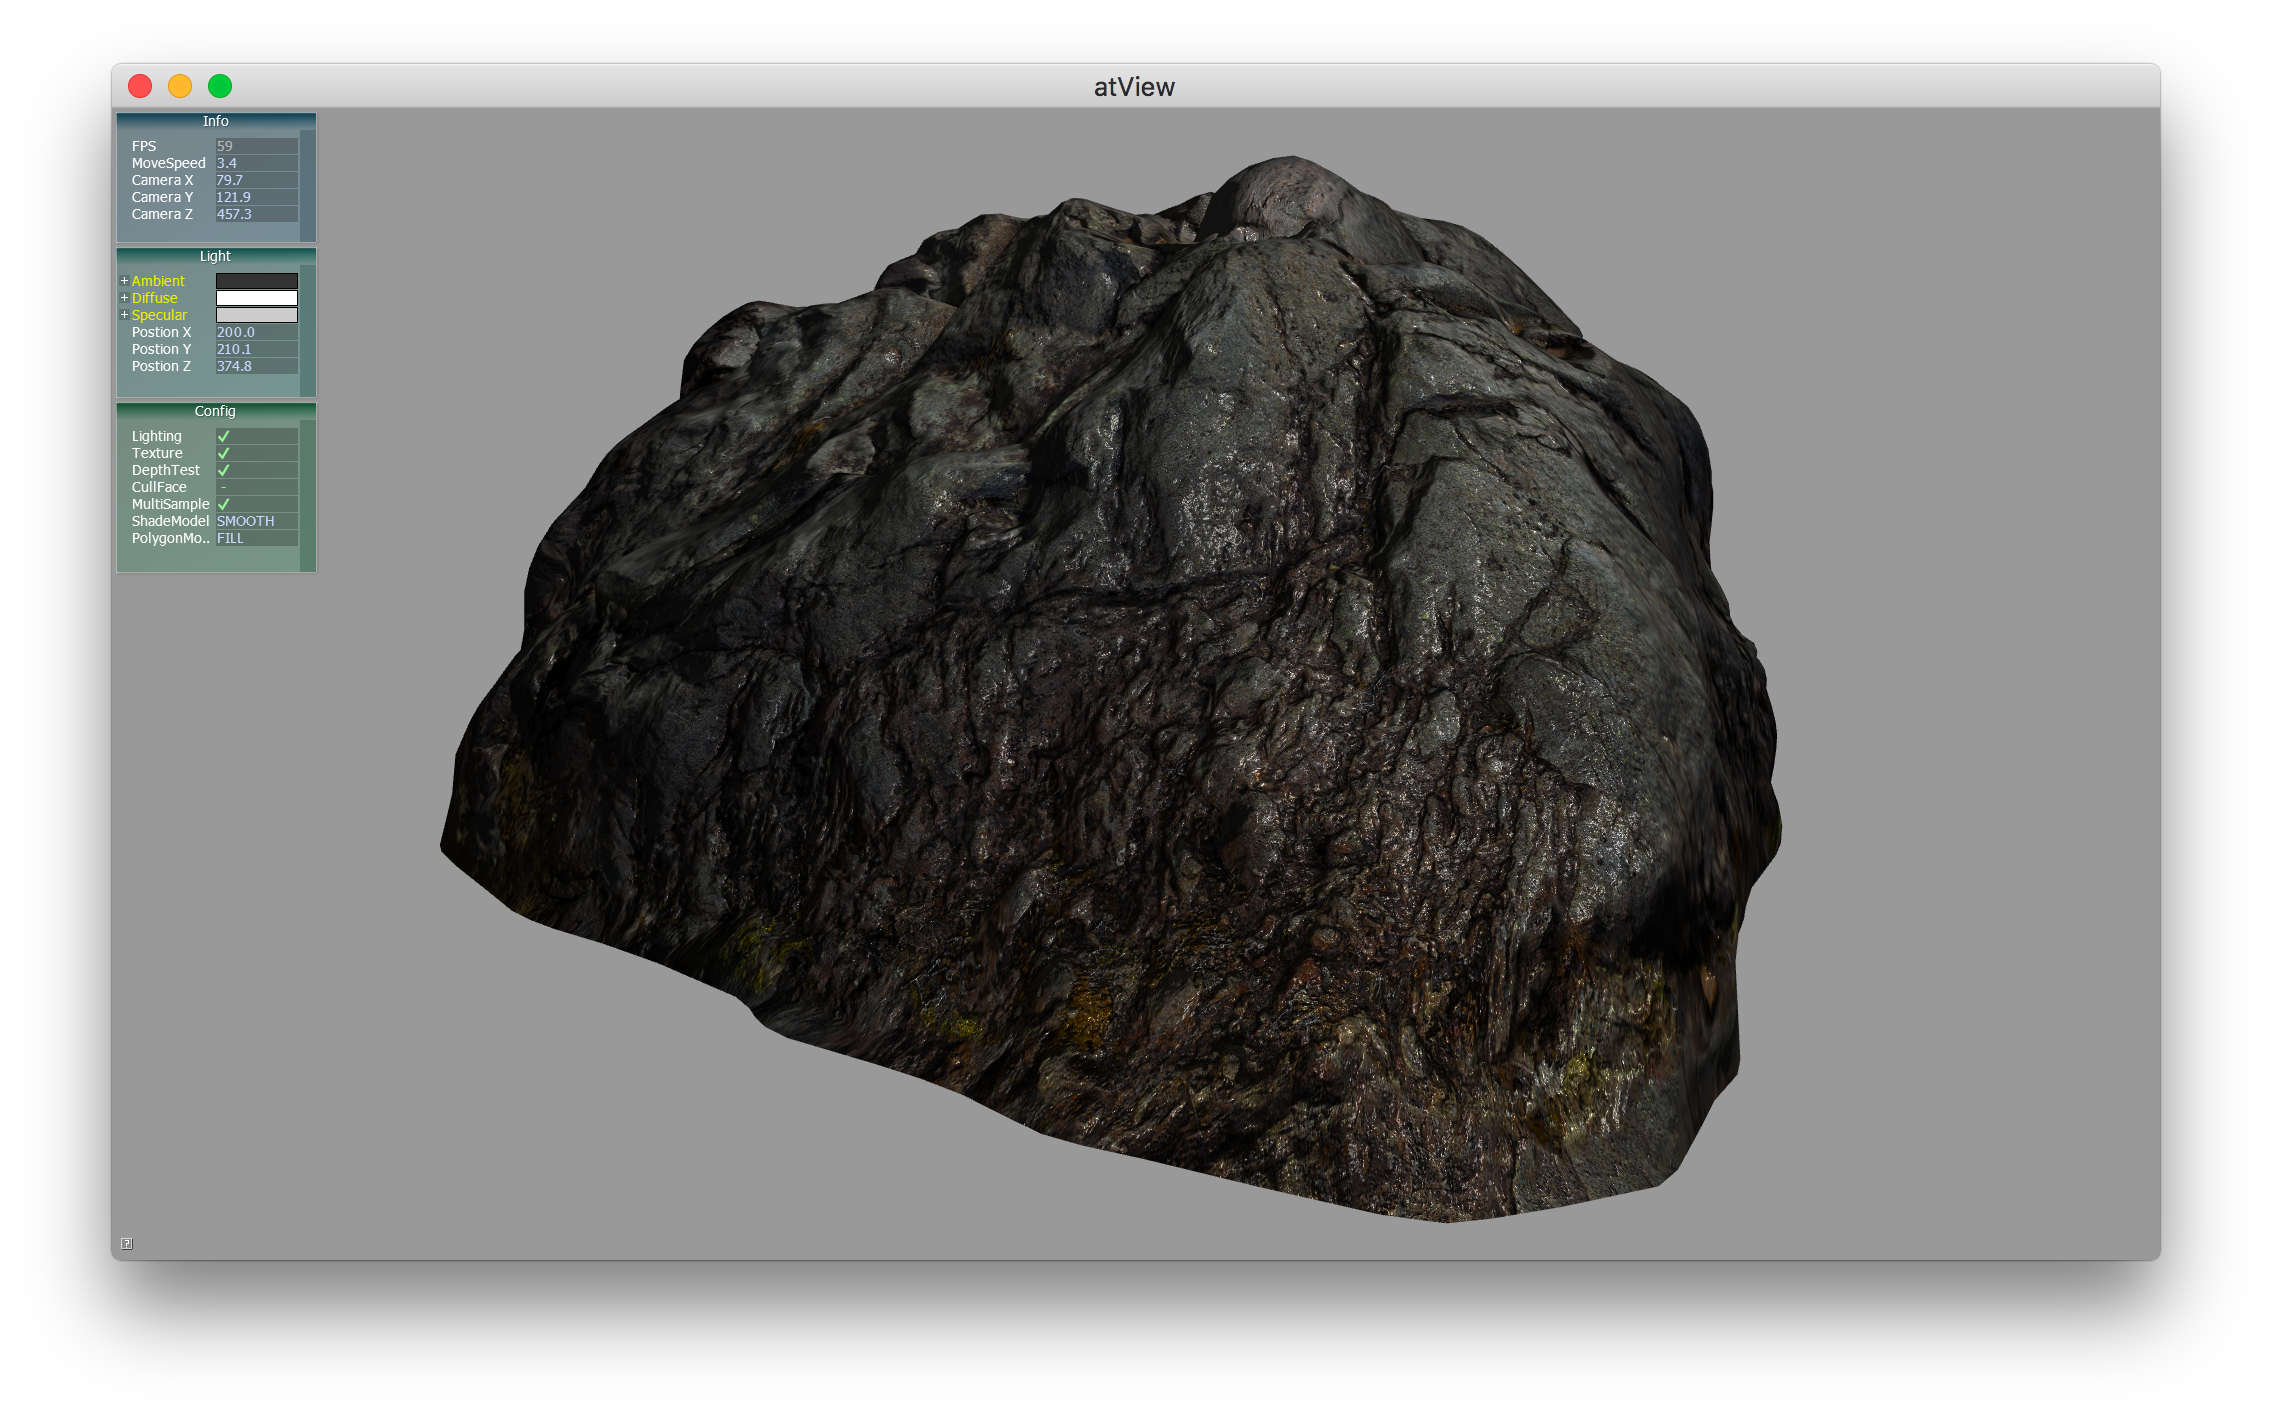 atView
Info
FPS 59
MoveSpeed 3.4
Camera X 79.7
Camera Y 121.9
Camera Z 457.3
Light
+ Ambient
+ Diffuse
+ Specular
Postion X 200.0
Postion Y 210.1
Postion Z 374.8
Config
Lighting ✓
Texture ✓
DepthTest ✓
CullFace -
MultiSample ✓
ShadeModel SMOOTH
PolygonMo.. FILL
?